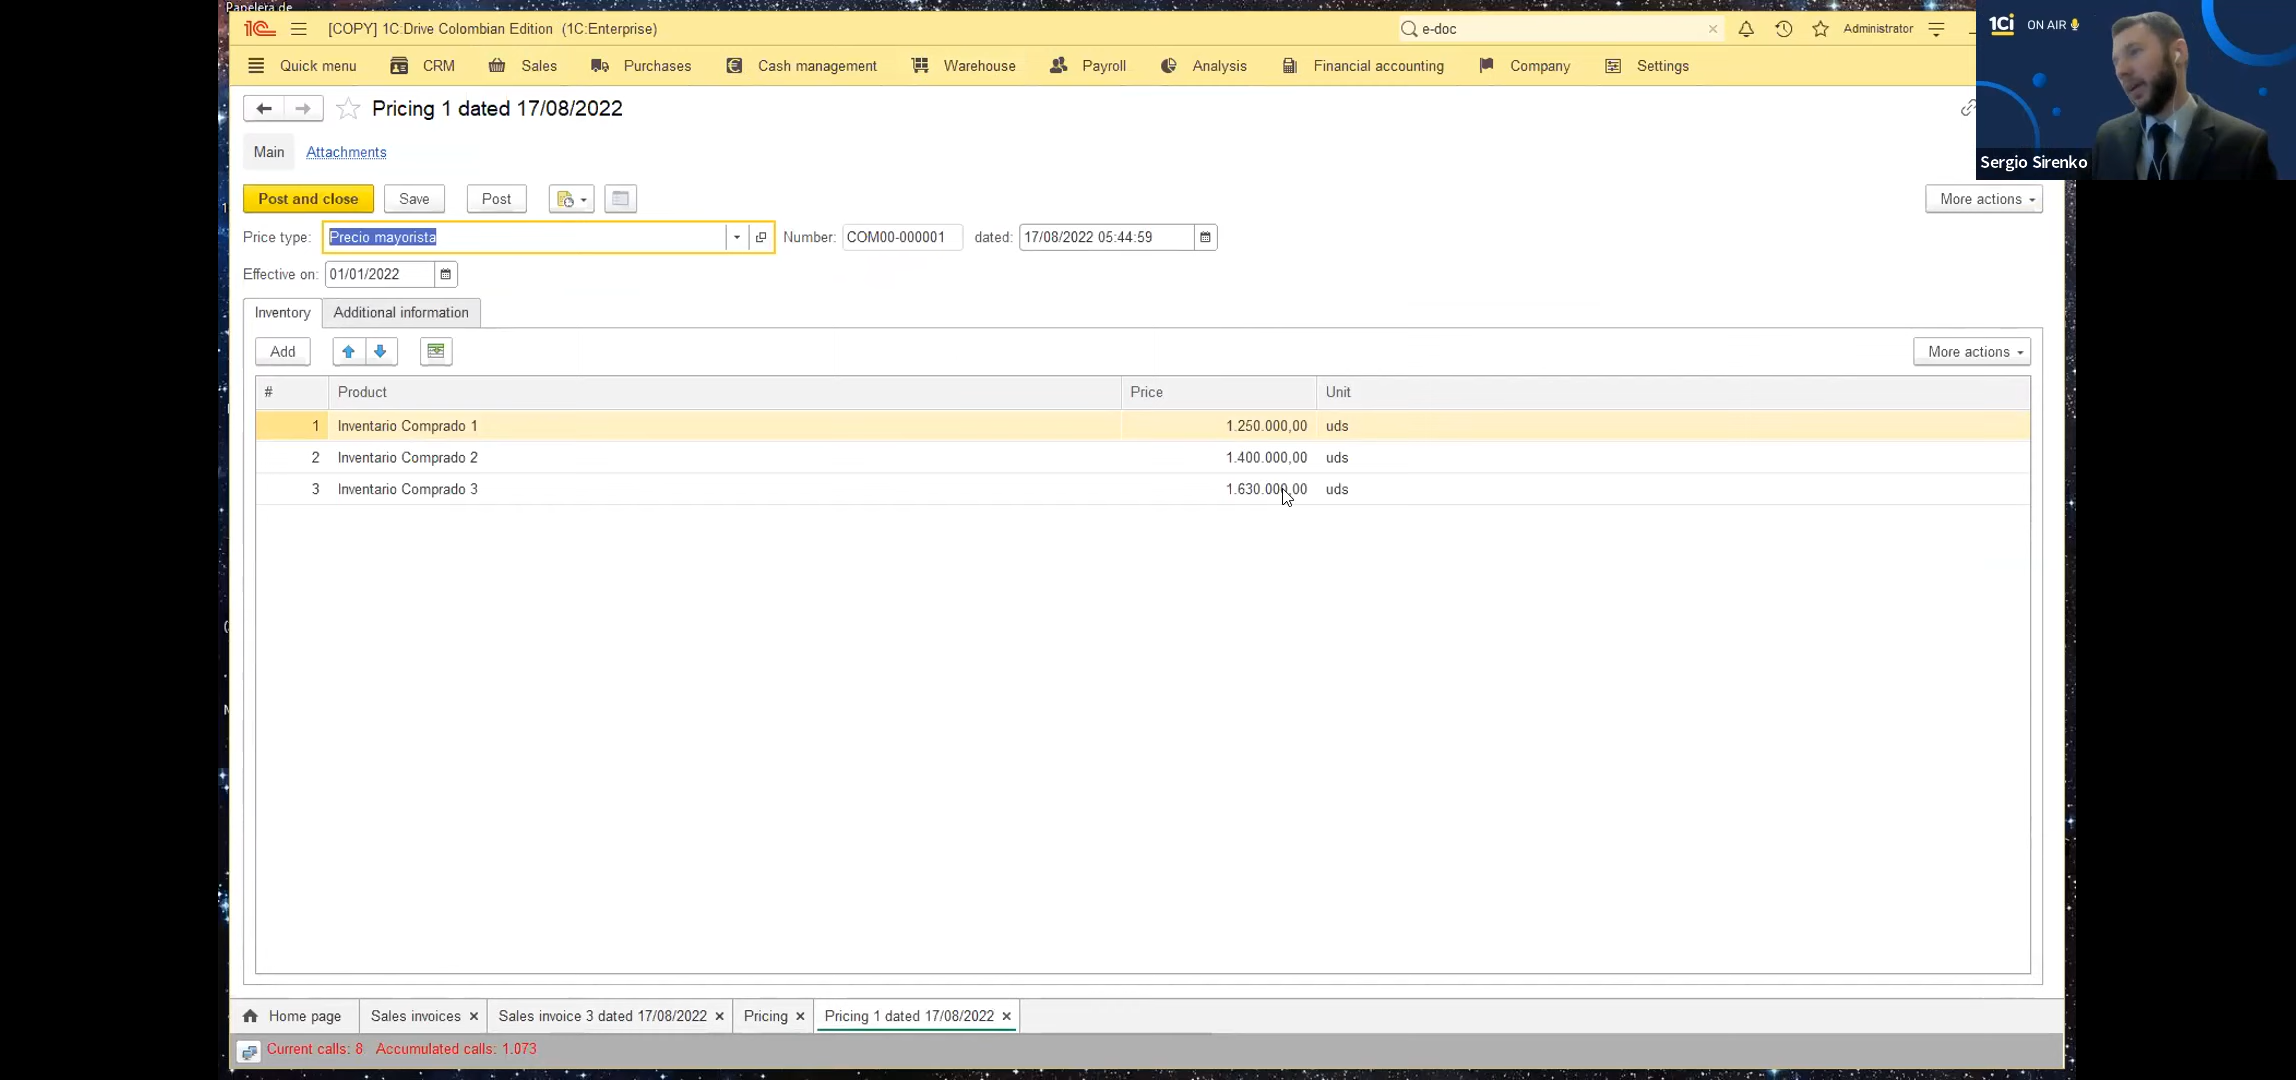 Papelera de
1C [COPY] 1C:Drive Colombian Edition (1C:Enterprise) e-doc Administrator
1Ci ON AIR
Sergio Sirenko
Quick menu CRM Sales Purchases Cash management Warehouse Payroll Analysis Financial accounting Company Settings
Pricing 1 dated 17/08/2022
Main Attachments
Post and close Save Post More actions
Price type: Precio mayorista Number: COM00-000001 dated: 17/08/2022 05:44:59
Effective on: 01/01/2022
Inventory Additional information
Add More actions
# Product Price Unit
1 Inventario Comprado 1 1.250.000,00 uds
2 Inventario Comprado 2 1.400.000,00 uds
3 Inventario Comprado 3 1.630.000,00 uds
Home page Sales invoices Sales invoice 3 dated 17/08/2022 Pricing Pricing 1 dated 17/08/2022
Current calls: 8 Accumulated calls: 1.073